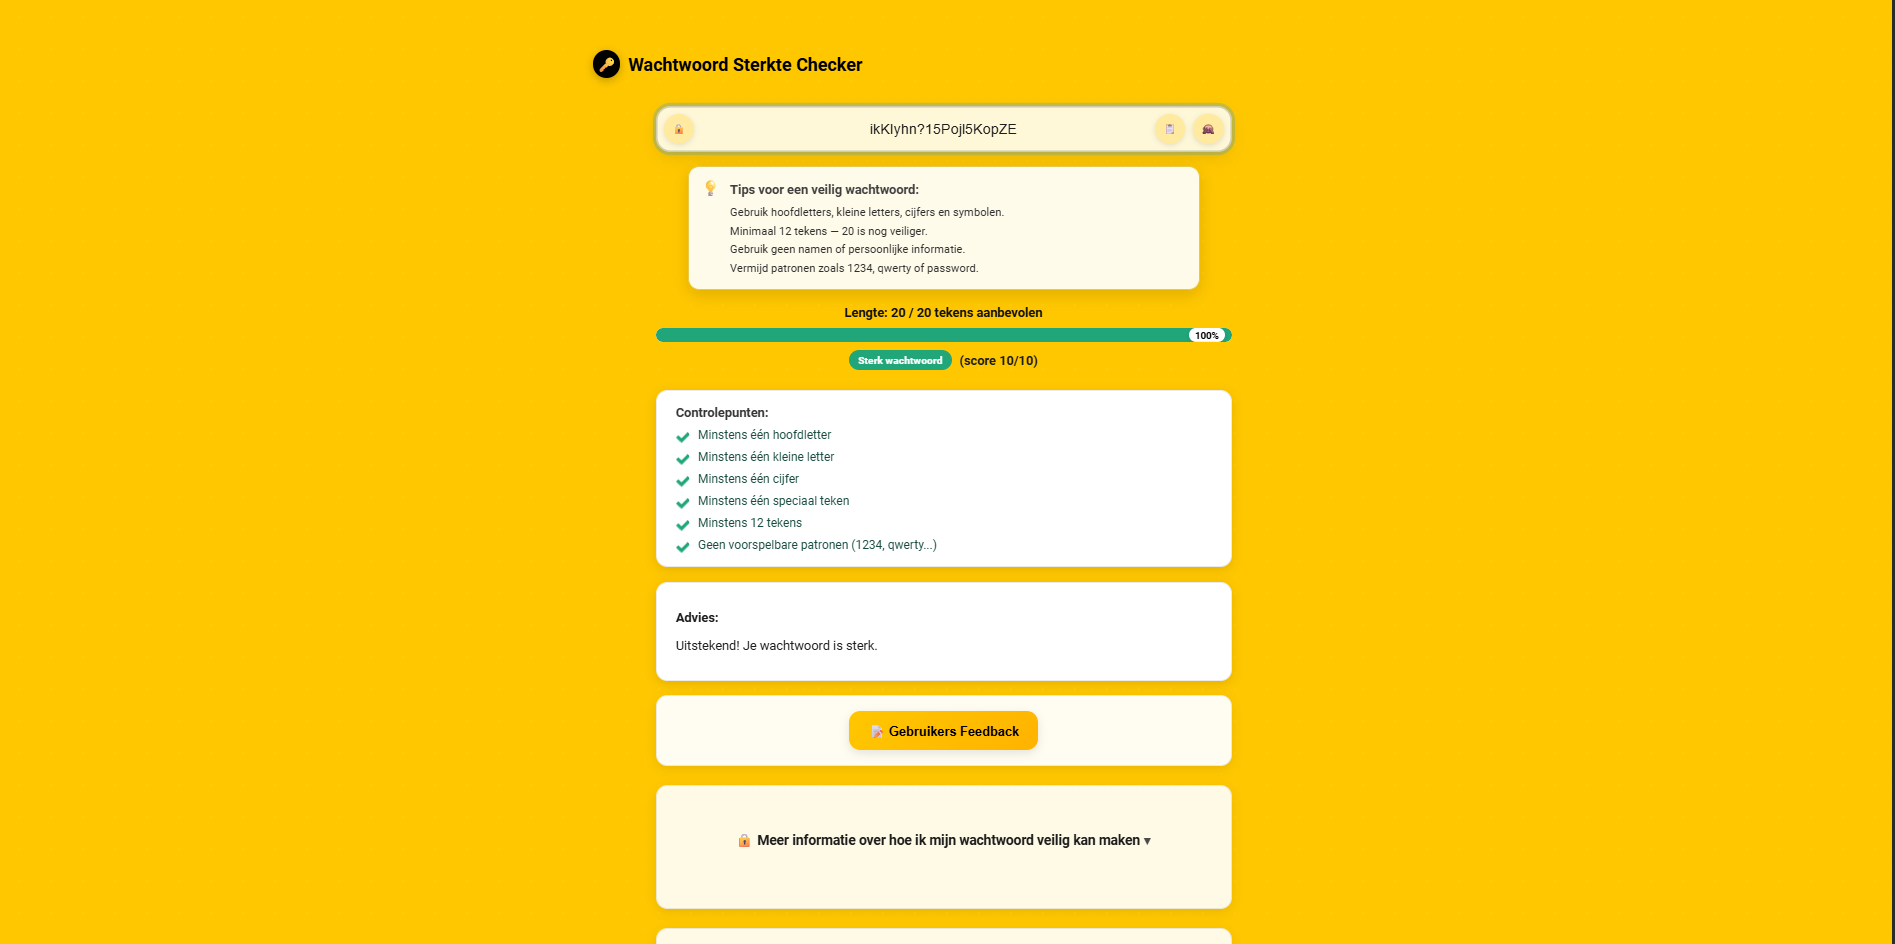 Wachtwoord Sterkte Checker
ikKlyhn?15Pojl5KopZE
Tips voor een veilig wachtwoord:
Gebruik hoofdletters, kleine letters, cijfers en symbolen.
Minimaal 12 tekens — 20 is nog veiliger.
Gebruik geen namen of persoonlijke informatie.
Vermijd patronen zoals 1234, qwerty of password.
Lengte: 20 / 20 tekens aanbevolen
100%
Sterk wachtwoord (score 10/10)
Controlepunten:
Minstens één hoofdletter
Minstens één kleine letter
Minstens één cijfer
Minstens één speciaal teken
Minstens 12 tekens
Geen voorspelbare patronen (1234, qwerty...)
Advies:
Uitstekend! Je wachtwoord is sterk.
Gebruikers Feedback
Meer informatie over hoe ik mijn wachtwoord veilig kan maken ▾